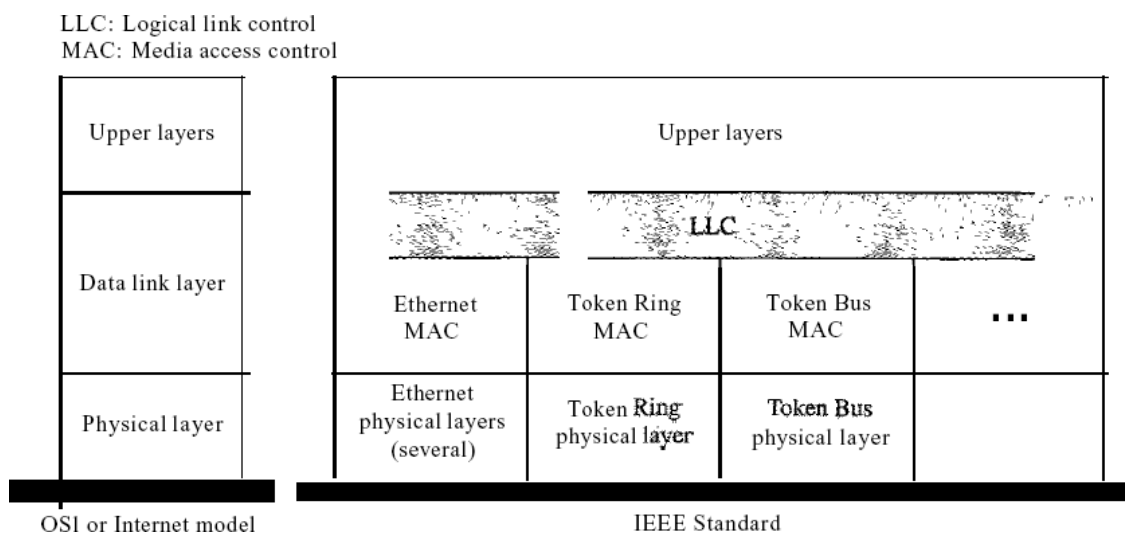 LLC: Logical link control
MAC: Media access control
Upper layers
Data link layer
Physical layer
OSI or Internet model
Upper layers
LLC
Ethernet
MAC
Token Ring
MAC
Token Bus
MAC
...
Ethernet
physical layers
(several)
Token Ring
physical layer
Token Bus
physical layer
IEEE Standard